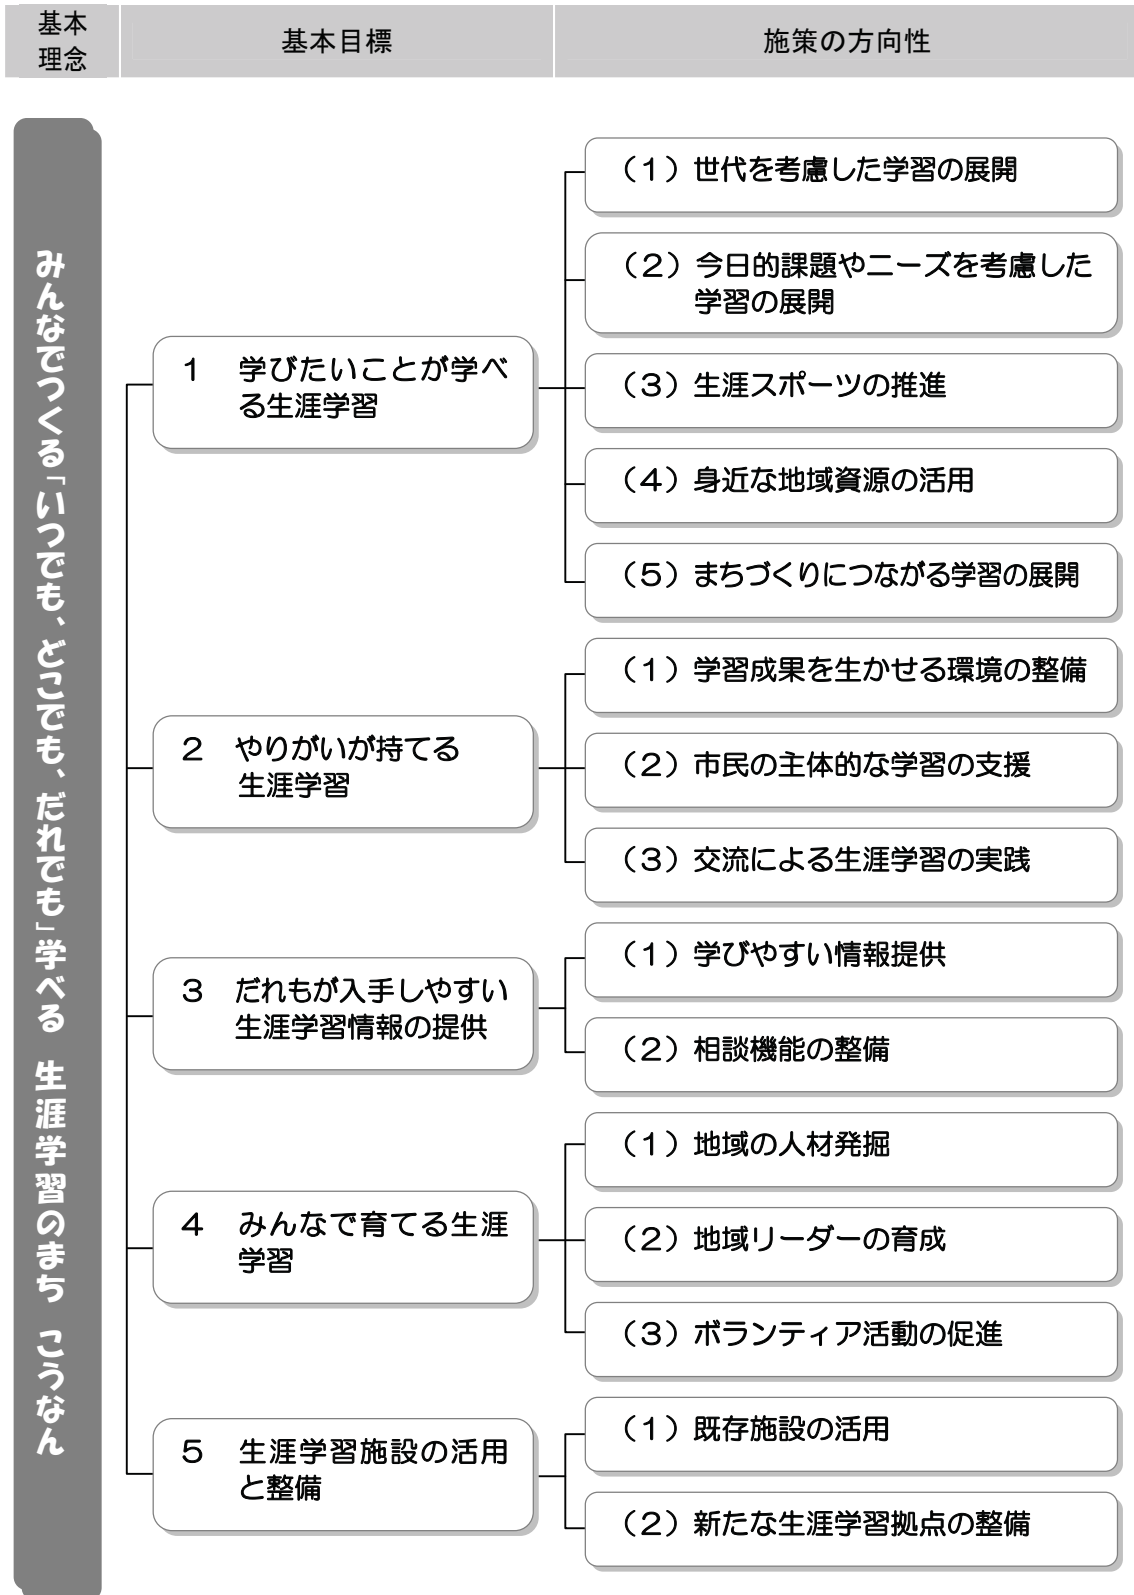 基本
理念
基本目標
施策の方向性
みんなでつくる「いつでも、どこでも、だれでも」学べる　生涯学習のまち　こうなん
1　学びたいことが学べ
る生涯学習
（1）世代を考慮した学習の展開
（2）今日的課題やニーズを考慮した
学習の展開
（3）生涯スポーツの推進
（4）身近な地域資源の活用
（5）まちづくりにつながる学習の展開
2　やりがいが持てる
生涯学習
（1）学習成果を生かせる環境の整備
（2）市民の主体的な学習の支援
（3）交流による生涯学習の実践
3　だれもが入手しやすい
生涯学習情報の提供
（1）学びやすい情報提供
（2）相談機能の整備
4　みんなで育てる生涯
学習
（1）地域の人材発掘
（2）地域リーダーの育成
（3）ボランティア活動の促進
5　生涯学習施設の活用
と整備
（1）既存施設の活用
（2）新たな生涯学習拠点の整備